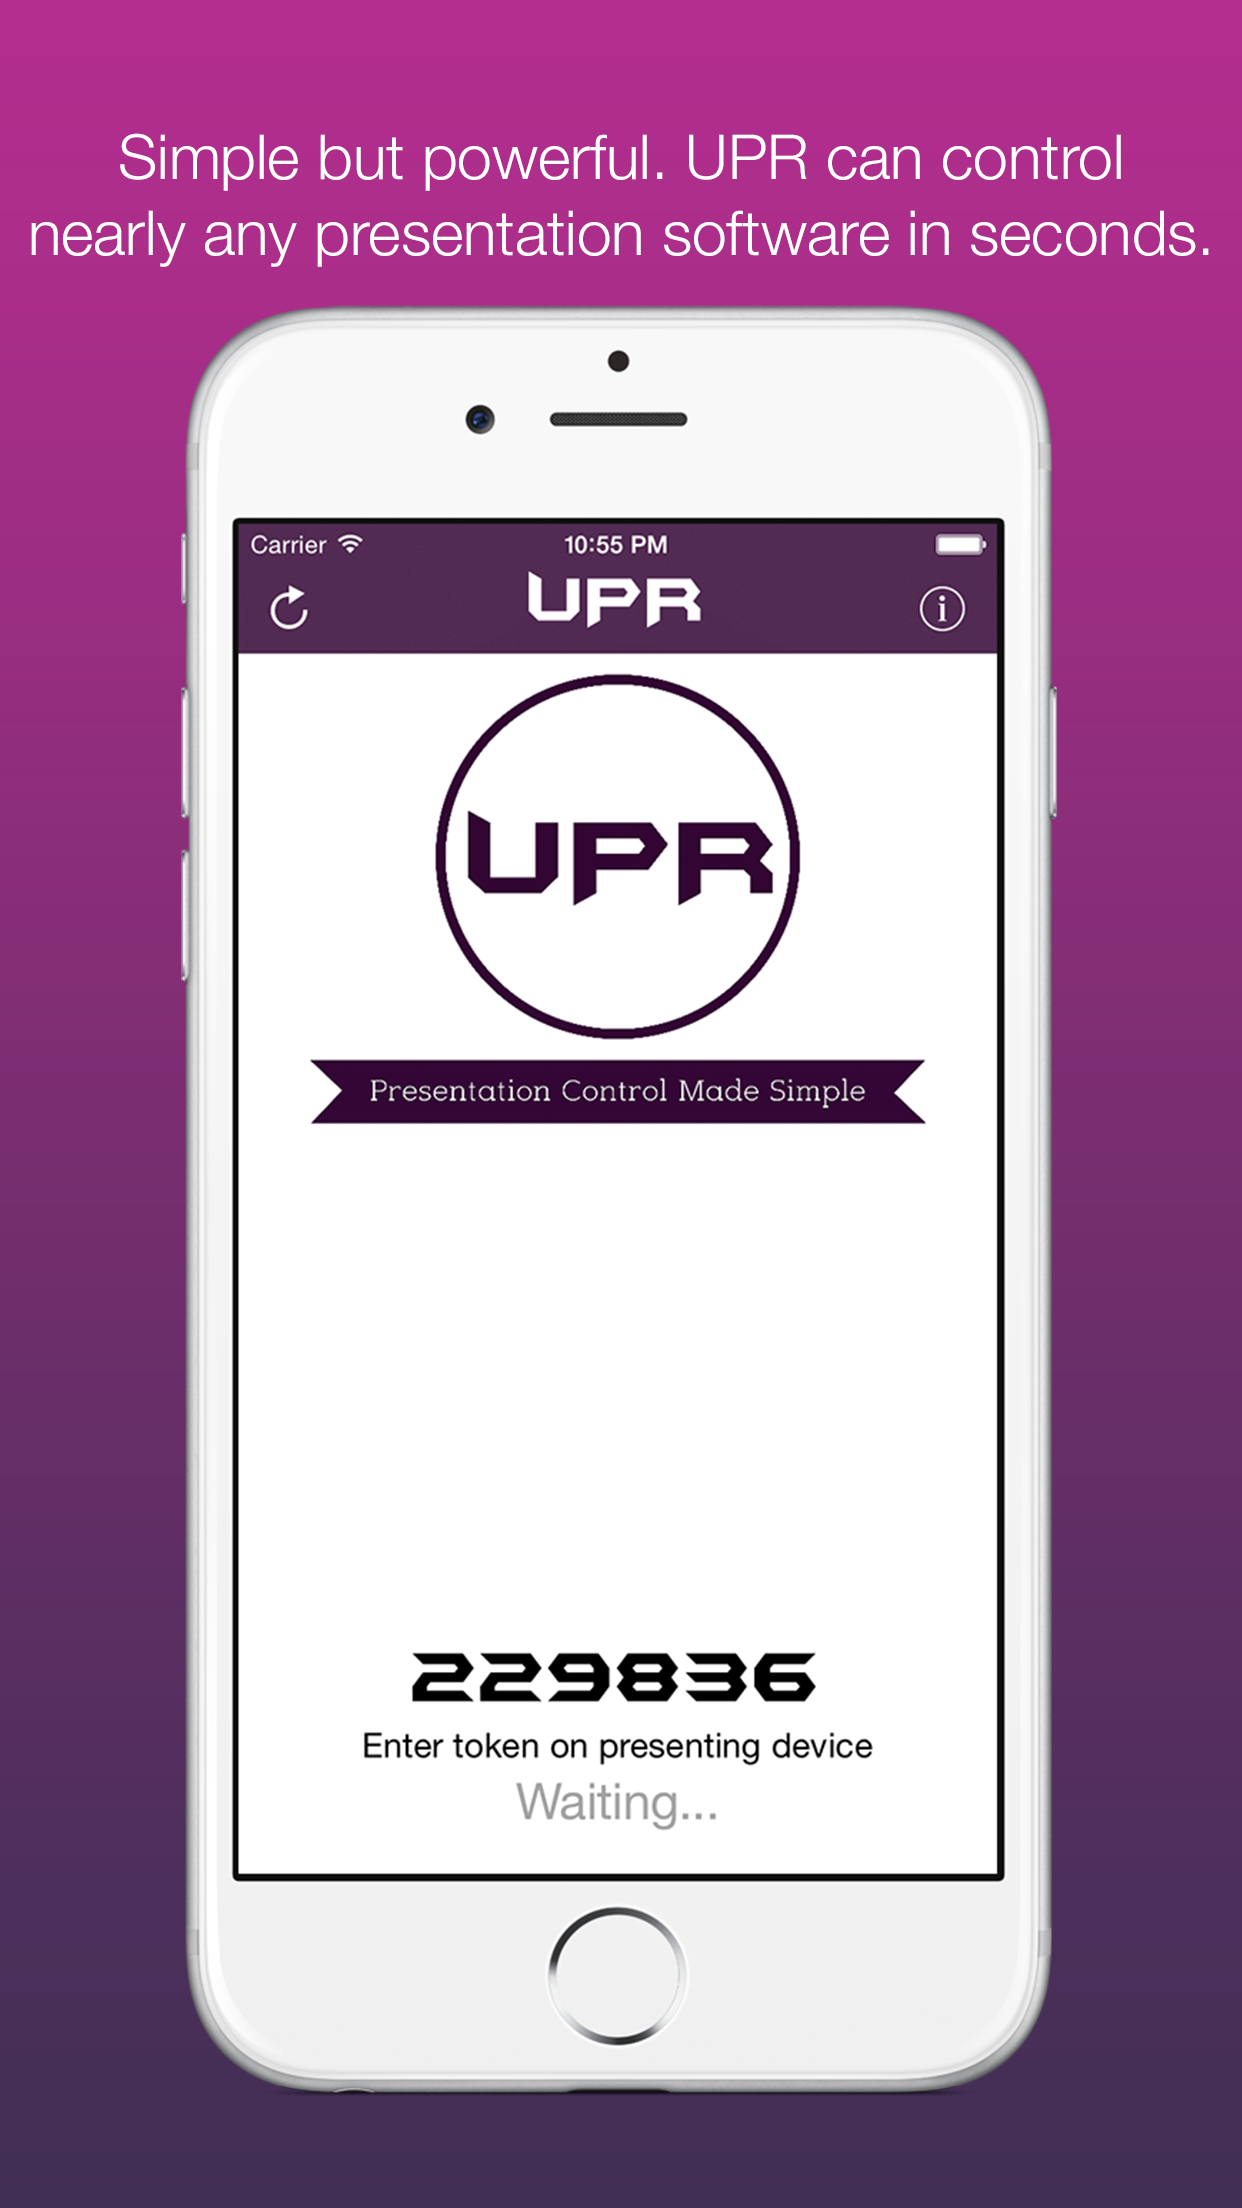 Simple but powerful. UPR can control
nearly any presentation software in seconds.
Carrier 10:55 PM
UPR
UPR
Presentation Control Made Simple
229836
Enter token on presenting device
Waiting...